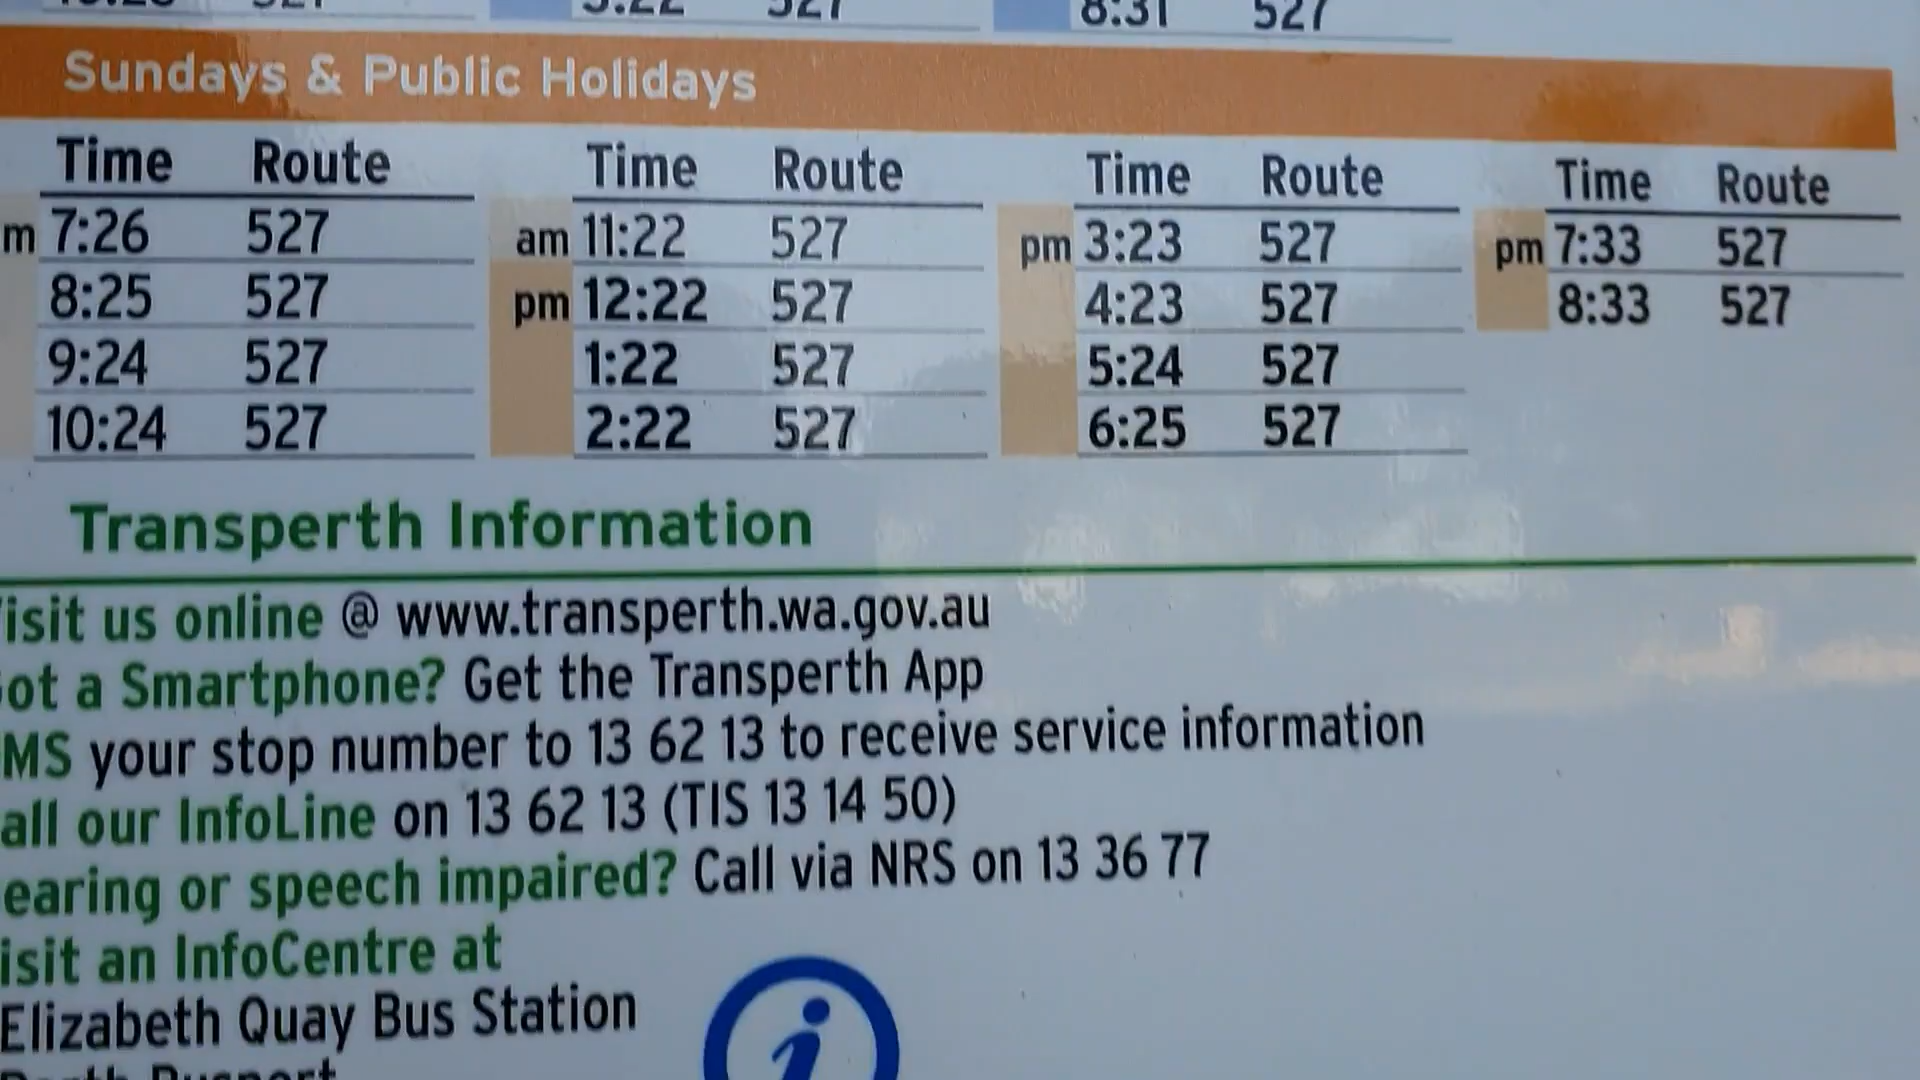 8:31 527
Sundays & Public Holidays
Time Route Time Route Time Route Time Route
m 7:26 527 am 11:22 527 pm 3:23 527 pm 7:33 527
8:25 527 pm 12:22 527 4:23 527 8:33 527
9:24 527 1:22 527 5:24 527
10:24 527 2:22 527 6:25 527
Transperth Information
isit us online @ www.transperth.wa.gov.au
ot a Smartphone? Get the Transperth App
MS your stop number to 13 62 13 to receive service information
all our InfoLine on 13 62 13 (TIS 13 14 50)
earing or speech impaired? Call via NRS on 13 36 77
isit an InfoCentre at
Elizabeth Quay Bus Station
i